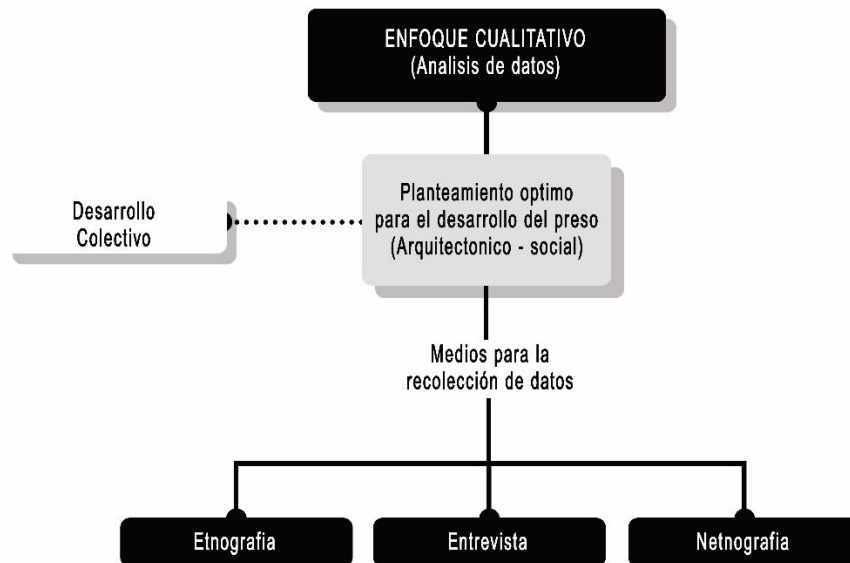 ENFOQUE CUALITATIVO
(Analisis de datos)
Planteamiento optimo
para el desarrollo del preso
(Arquitectonico - social)
Desarrollo
Colectivo
Medios para la
recolección de datos
Etnografia
Entrevista
Netnografia